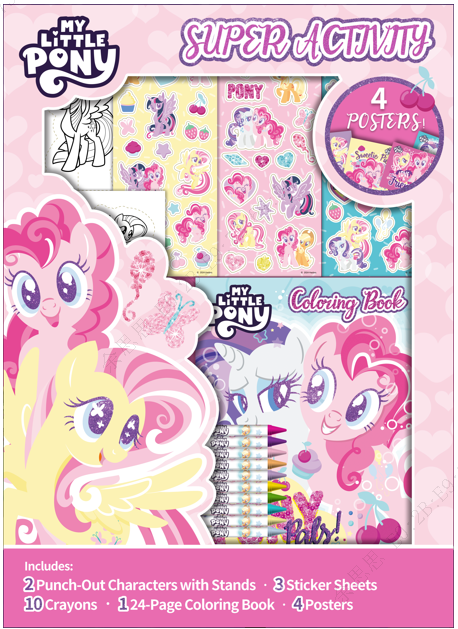 MY
LITTLE
PONY
SUPER ACTIVITY
PONY
4
POSTERS!
MY
LITTLE
PONY
Coloring Book
Pals!
Includes:
2 Punch-Out Characters with Stands · 3 Sticker Sheets
10 Crayons · 1 24-Page Coloring Book · 4 Posters